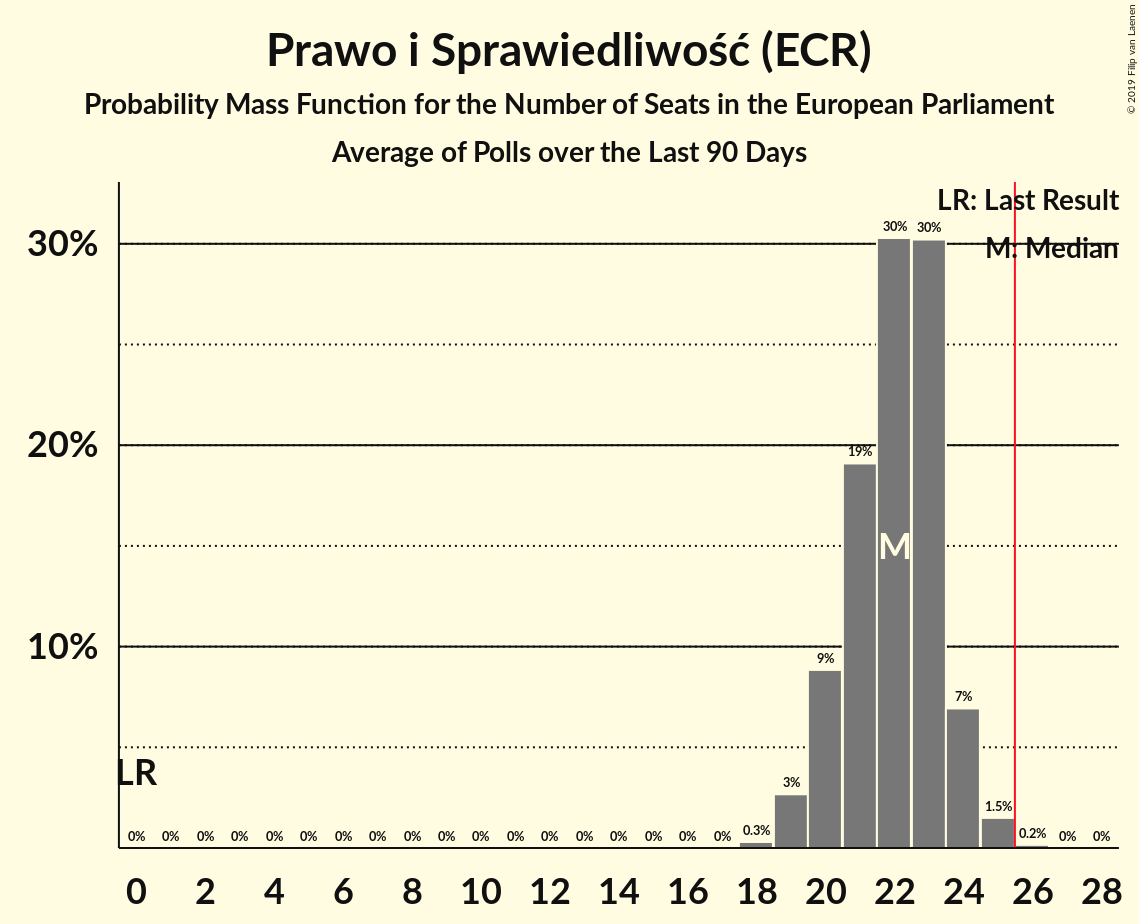 Prawo i Sprawiedliwość (ECR)
Probability Mass Function for the Number of Seats in the European Parliament
Average of Polls over the Last 90 Days
© 2019 Filip van Laenen
LR: Last Result
M: Median
30%
20%
10%
30% 30%
19%
M
9%
7%
LR
3%
1.5%
0% 0% 0% 0% 0% 0% 0% 0% 0% 0% 0% 0% 0% 0% 0% 0% 0% 0% 0.3% 0.2% 0% 0%
0 2 4 6 8 10 12 14 16 18 20 22 24 26 28